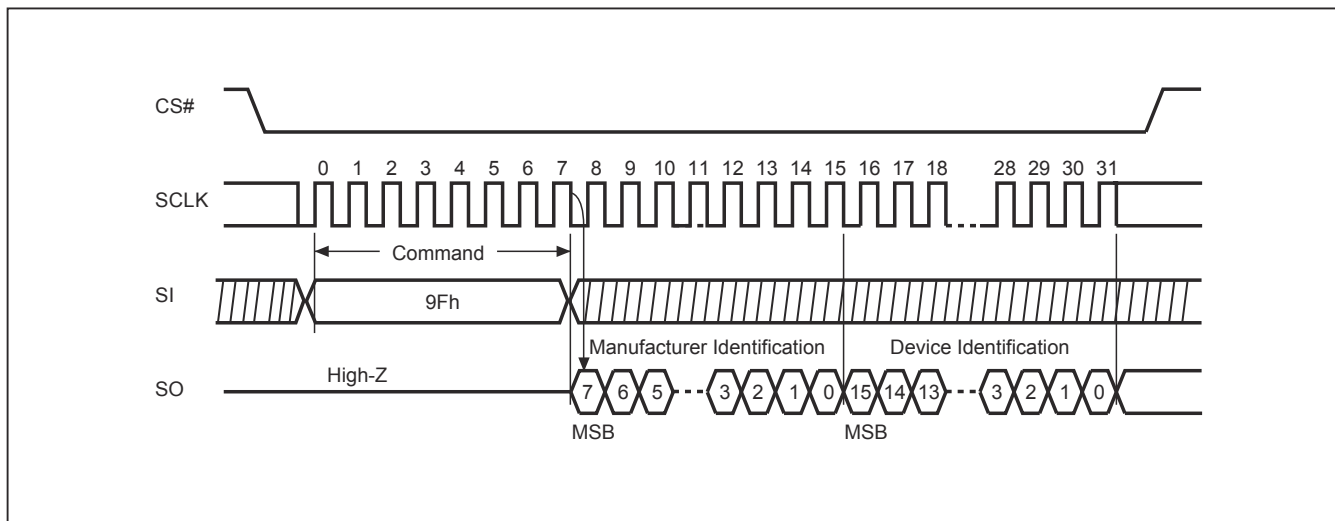 CS#
0 1 2 3 4 5 6 7 8 9 10 11 12 13 14 15 16 17 18 28 29 30 31
SCLK
Command
SI
9Fh
Manufacturer Identification Device Identification
High-Z
SO
7 6 5 3 2 1 0 15 14 13 3 2 1 0
MSB MSB